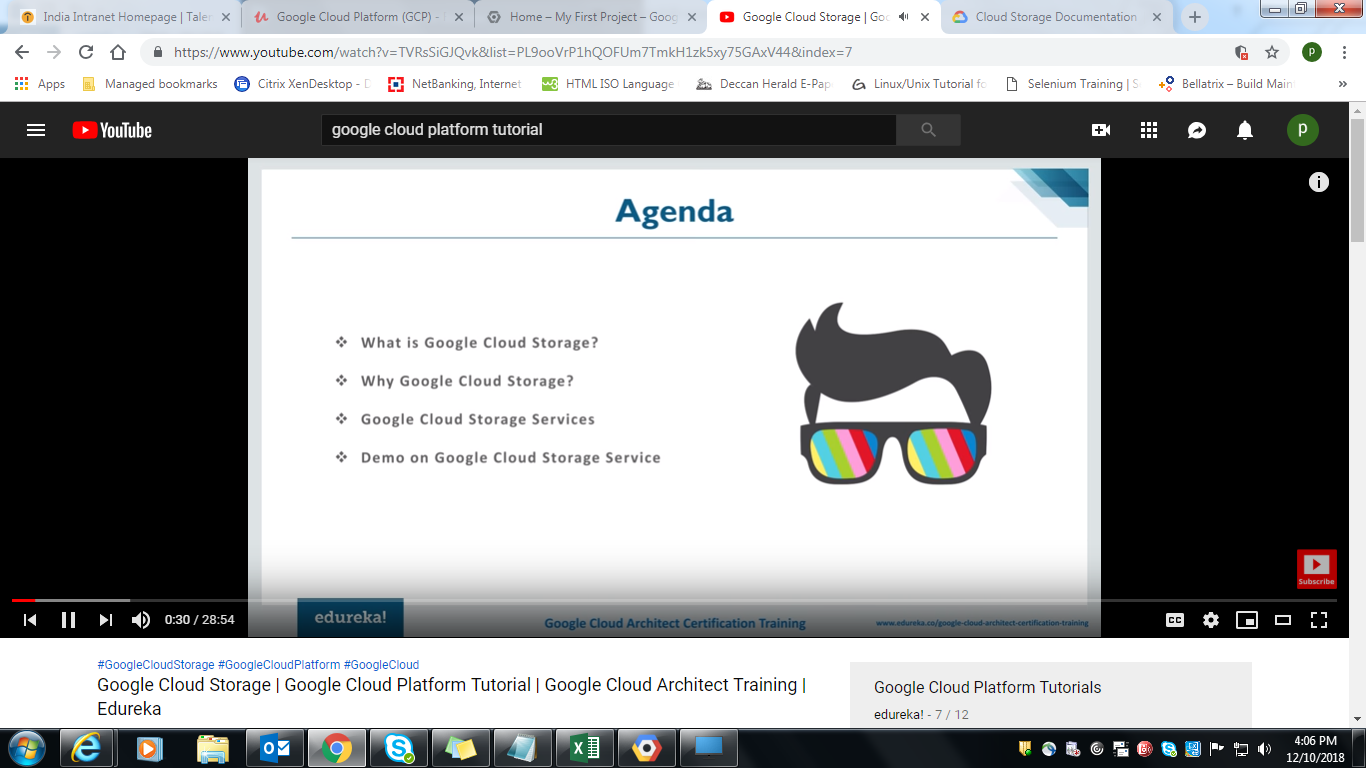 India Intranet Homepage | Tale
Google Cloud Platform (GCP) -
Home – My First Project – Goog
Google Cloud Storage | Goo
Cloud Storage Documentation
https://www.youtube.com/watch?v=TVRsSiGJQvk&list=PL9ooVrP1hQOFUm7TmkH1zk5xy75GAxV44&index=7
p
Apps
Managed bookmarks
Citrix XenDesktop - D
NetBanking, Internet
HTML ISO Language
Deccan Herald E-Pap
Linux/Unix Tutorial fo
Selenium Training | S
Bellatrix – Build Main
YouTube
google cloud platform tutorial
p
Agenda
What is Google Cloud Storage?
Why Google Cloud Storage?
Google Cloud Storage Services
Demo on Google Cloud Storage Service
Subscribe
0:30 / 28:54
CC
edureka!
Google Cloud Architect Certification Training
www.edureka.co/google-cloud-architect-certification-training
#GoogleCloudStorage #GoogleCloudPlatform #GoogleCloud
Google Cloud Storage | Google Cloud Platform Tutorial | Google Cloud Architect Training |
Edureka
Google Cloud Platform Tutorials
edureka! - 7 / 12
4:06 PM
12/10/2018